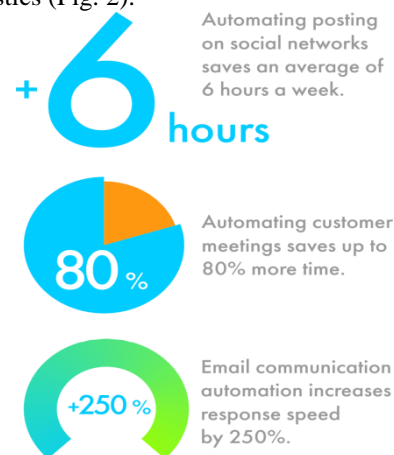 stics (Fig. 2).
+6
hours
Automating posting
on social networks
saves an average of
6 hours a week.
80 %
Automating customer
meetings saves up to
80% more time.
+250 %
Email communication
automation increases
response speed
by 250%.